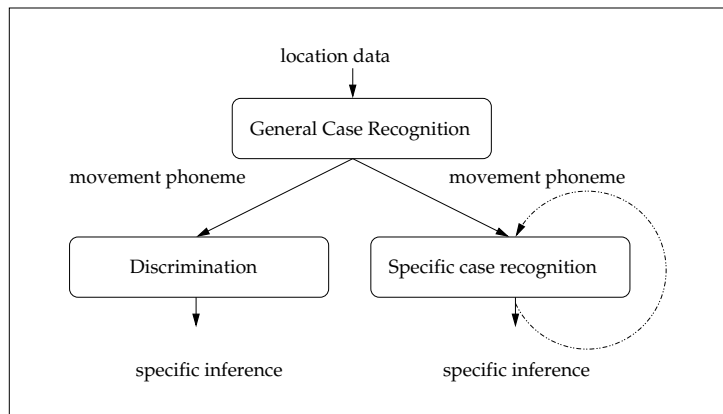 location data
General Case Recognition
movement phoneme
movement phoneme
Discrimination
Specific case recognition
specific inference
specific inference